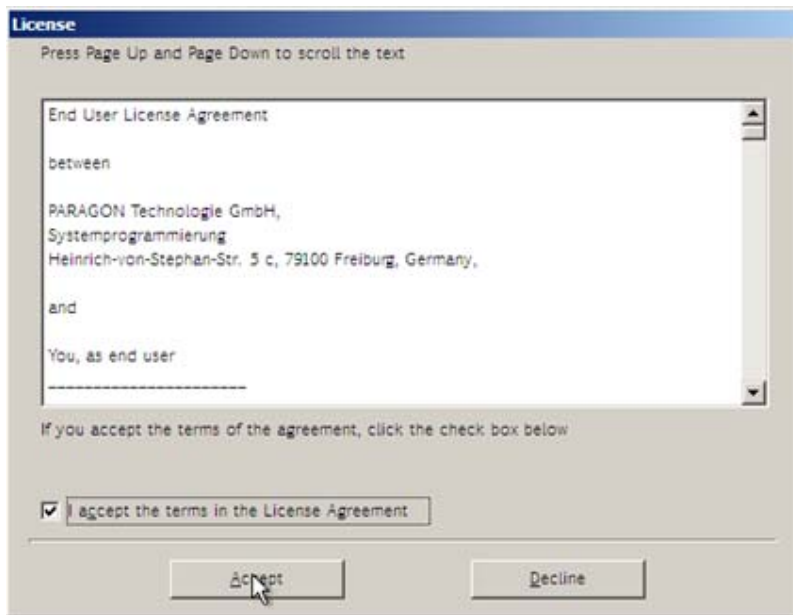 License
Press Page Up and Page Down to scroll the text
End User License Agreement
between
PARAGON Technologie GmbH,
Systemprogrammierung
Heinrich-von-Stephan-Str. 5 c, 79100 Freiburg, Germany,
and
You, as end user
______________________
If you accept the terms of the agreement, click the check box below
I accept the terms in the License Agreement
Accept
Decline